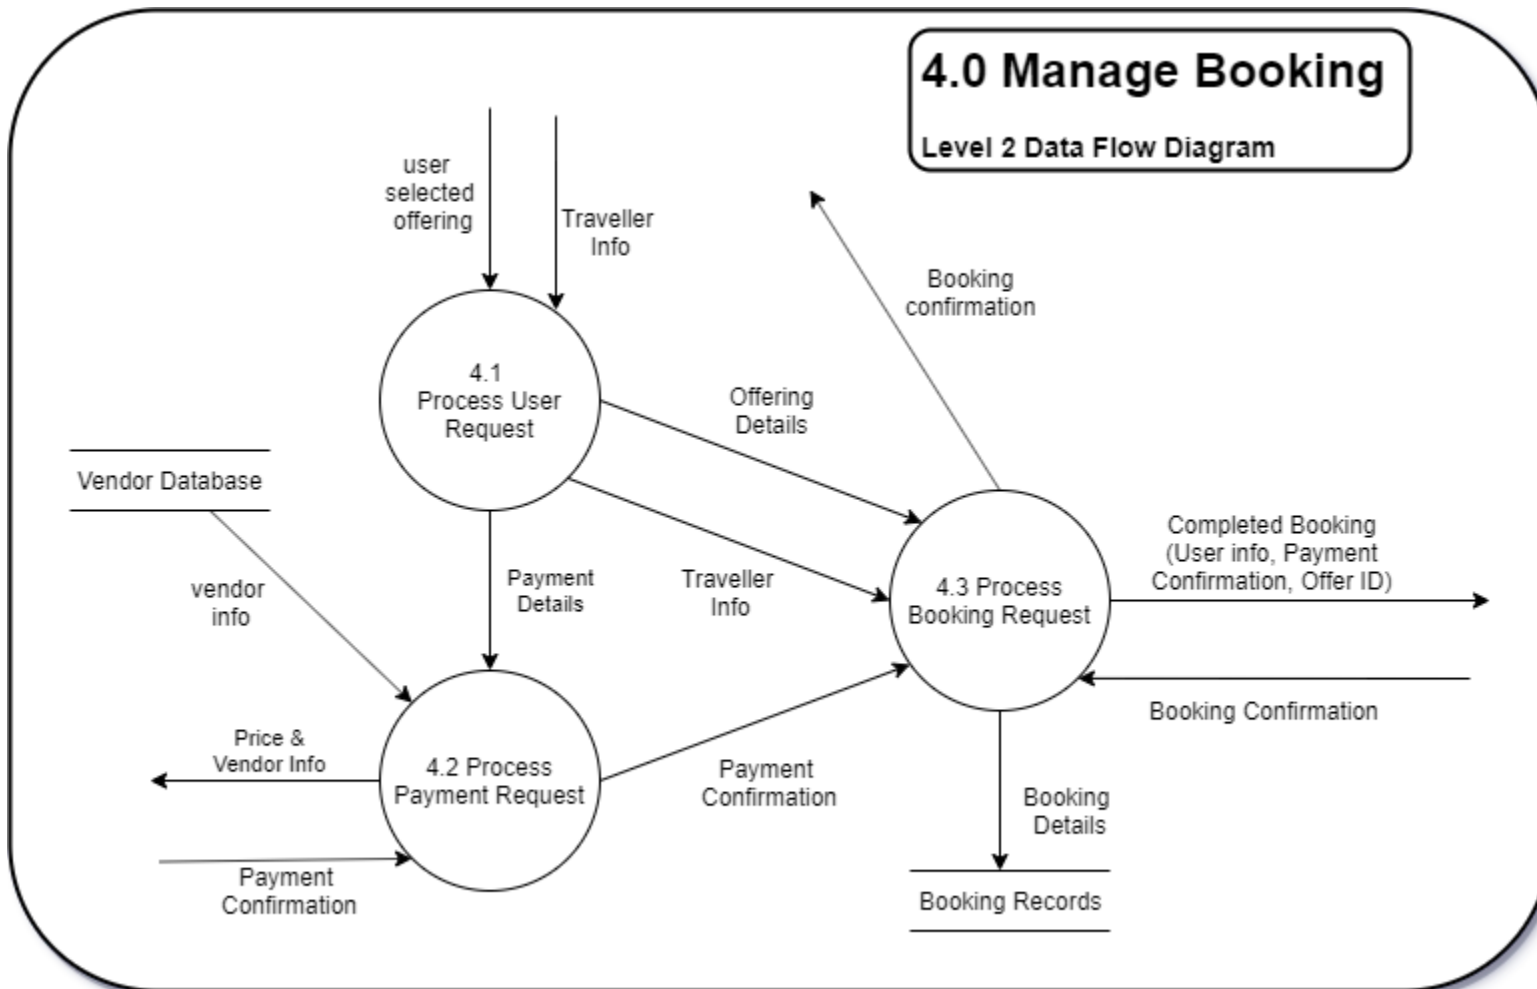 4.0 Manage Booking
Level 2 Data Flow Diagram
user
selected
offering
Traveller
Info
Booking
confirmation
4.1
Process User
Request
Offering
Details
Vendor Database
vendor
info
Payment
Details
Traveller
Info
4.3 Process
Booking Request
Completed Booking
(User info, Payment
Confirmation, Offer ID)
Booking Confirmation
Price &
Vendor Info
4.2 Process
Payment Request
Payment
Confirmation
Payment
Confirmation
Booking
Details
Booking Records